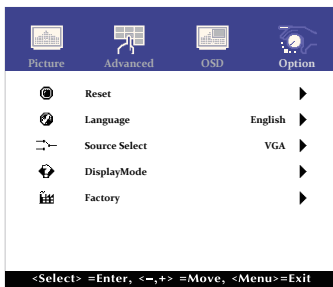 Picture Advanced OSD Option
Reset
Language English
Source Select VGA
DisplayMode
Factory
<Select> =Enter, <−,+> =Move, <Menu>=Exit